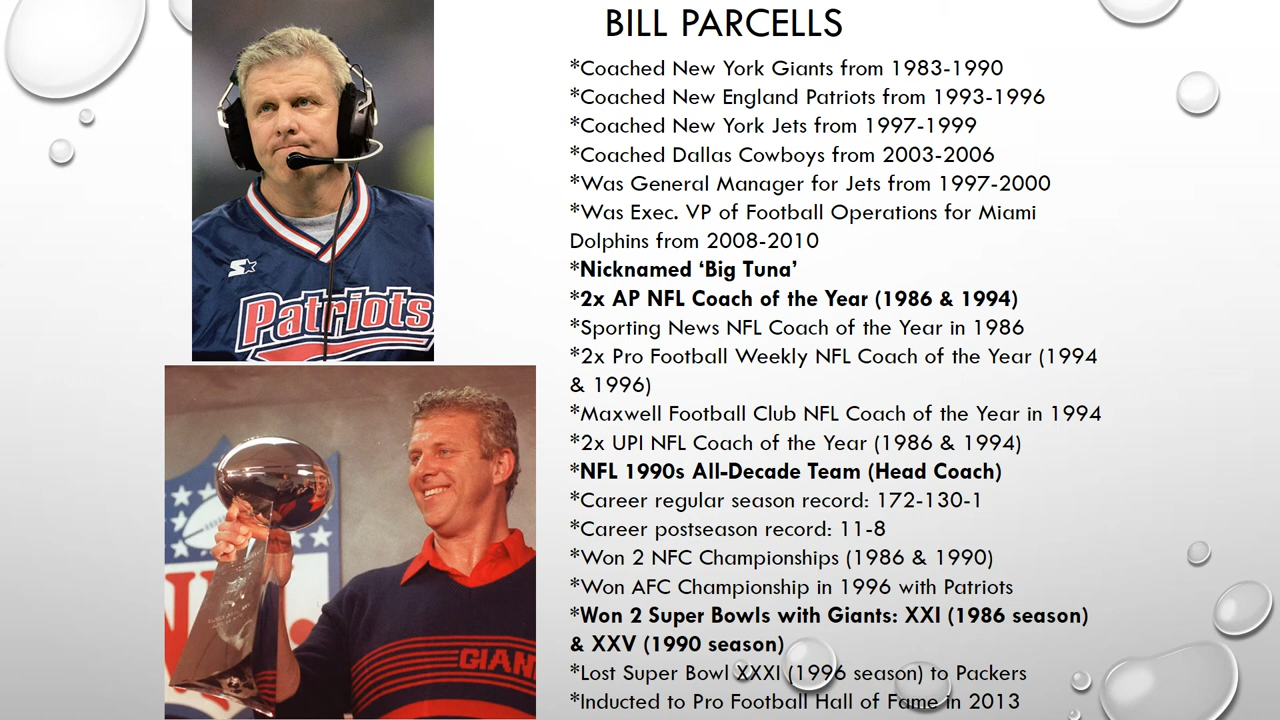 BILL PARCELLS
*Coached New York Giants from 1983-1990
*Coached New England Patriots from 1993-1996
*Coached New York Jets from 1997-1999
*Coached Dallas Cowboys from 2003-2006
*Was General Manager for Jets from 1997-2000
*Was Exec. VP of Football Operations for Miami
Dolphins from 2008-2010
*Nicknamed ‘Big Tuna’
*2x AP NFL Coach of the Year (1986 & 1994)
*Sporting News NFL Coach of the Year in 1986
*2x Pro Football Weekly NFL Coach of the Year (1994
& 1996)
*Maxwell Football Club NFL Coach of the Year in 1994
*2x UPI NFL Coach of the Year (1986 & 1994)
*NFL 1990s All-Decade Team (Head Coach)
*Career regular season record: 172-130-1
*Career postseason record: 11-8
*Won 2 NFC Championships (1986 & 1990)
*Won AFC Championship in 1996 with Patriots
*Won 2 Super Bowls with Giants: XXI (1986 season)
& XXV (1990 season)
*Lost Super Bowl XXXI (1996 season) to Packers
*Inducted to Pro Football Hall of Fame in 2013
Patriots
GIAN